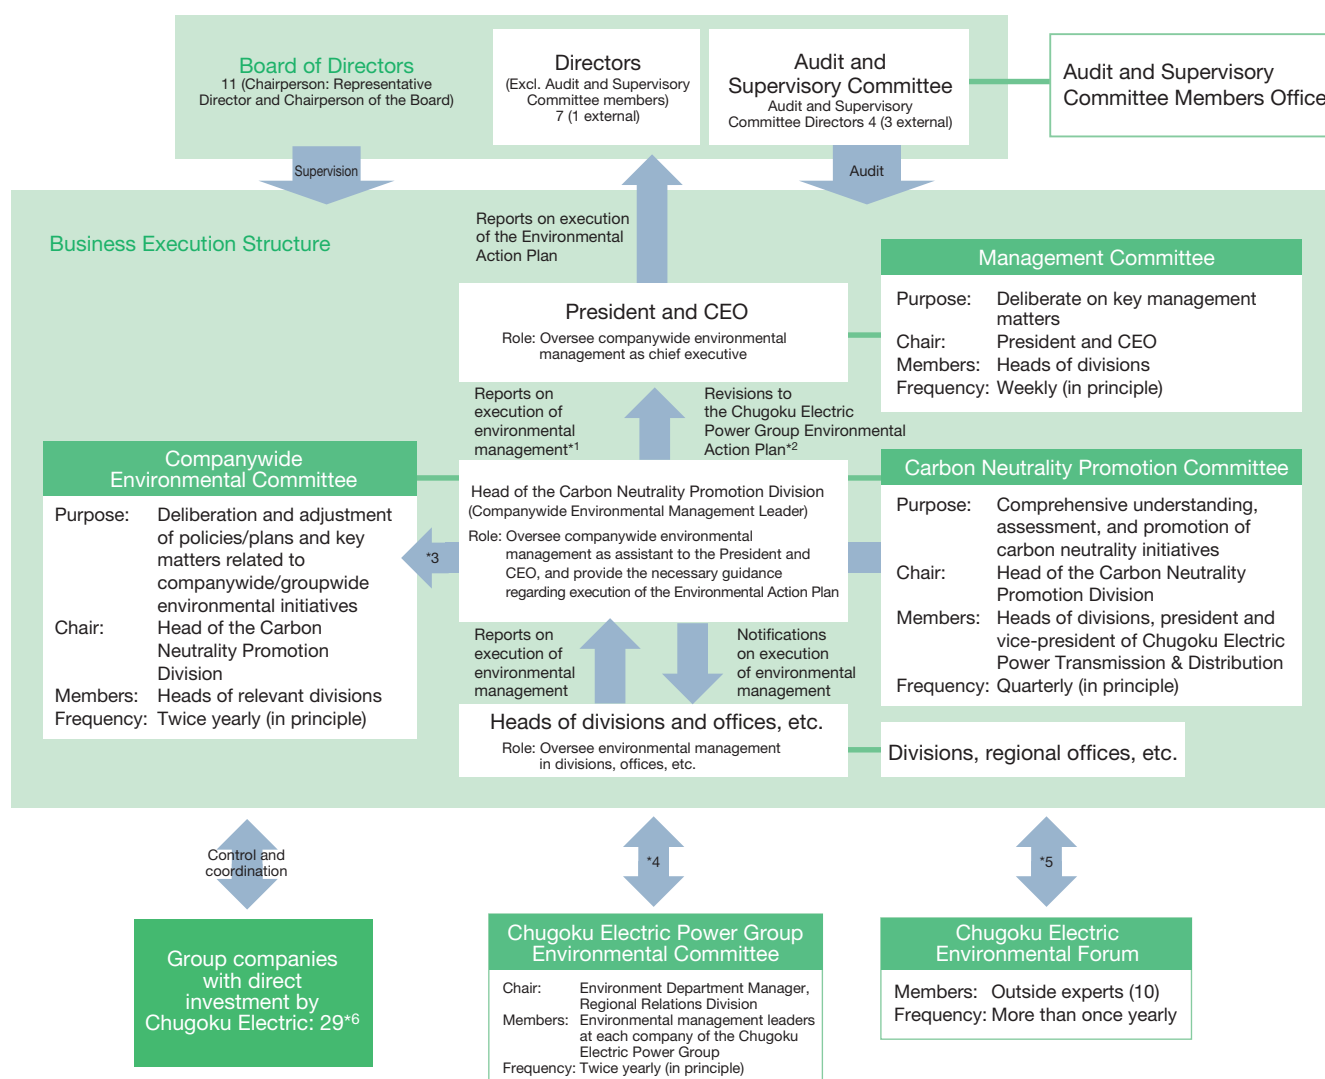 Board of Directors
11 (Chairperson: Representative
Director and Chairperson of the Board)
Directors
(Excl. Audit and Supervisory
Committee members)
7 (1 external)
Audit and
Supervisory Committee
Audit and Supervisory
Committee Directors 4 (3 external)
Audit and Supervisory
Committee Members Office
Supervision
Audit
Business Execution Structure
Reports on execution
of the Environmental
Action Plan
President and CEO
Role: Oversee companywide environmental
management as chief executive
Management Committee
Purpose: Deliberate on key management
matters
Chair: President and CEO
Members: Heads of divisions
Frequency: Weekly (in principle)
Reports on
execution of
environmental
management*1
Revisions to
the Chugoku Electric
Power Group Environmental
Action Plan*2
Companywide
Environmental Committee
Purpose: Deliberation and adjustment
of policies/plans and key
matters related to
companywide/groupwide
environmental initiatives
Chair: Head of the Carbon
Neutrality Promotion
Division
Members: Heads of relevant divisions
Frequency: Twice yearly (in principle)
*3
Head of the Carbon Neutrality Promotion Division
(Companywide Environmental Management Leader)
Role: Oversee companywide environmental
management as assistant to the President and
CEO, and provide the necessary guidance
regarding execution of the Environmental Action Plan
Carbon Neutrality Promotion Committee
Purpose: Comprehensive understanding,
assessment, and promotion of
carbon neutrality initiatives
Chair: Head of the Carbon Neutrality
Promotion Division
Members: Heads of divisions, president and
vice-president of Chugoku Electric
Power Transmission & Distribution
Frequency: Quarterly (in principle)
Reports on
execution of
environmental
management
Notifications
on execution
of environmental
management
Heads of divisions and offices, etc.
Role: Oversee environmental management
in divisions, offices, etc.
Divisions, regional offices, etc.
Control and
coordination
*4
*5
Group companies
with direct
investment by
Chugoku Electric: 29*6
Chugoku Electric Power Group
Environmental Committee
Chair: Environment Department Manager,
Regional Relations Division
Members: Environmental management leaders
at each company of the Chugoku
Electric Power Group
Frequency: Twice yearly (in principle)
Chugoku Electric
Environmental Forum
Members: Outside experts (10)
Frequency: More than once yearly